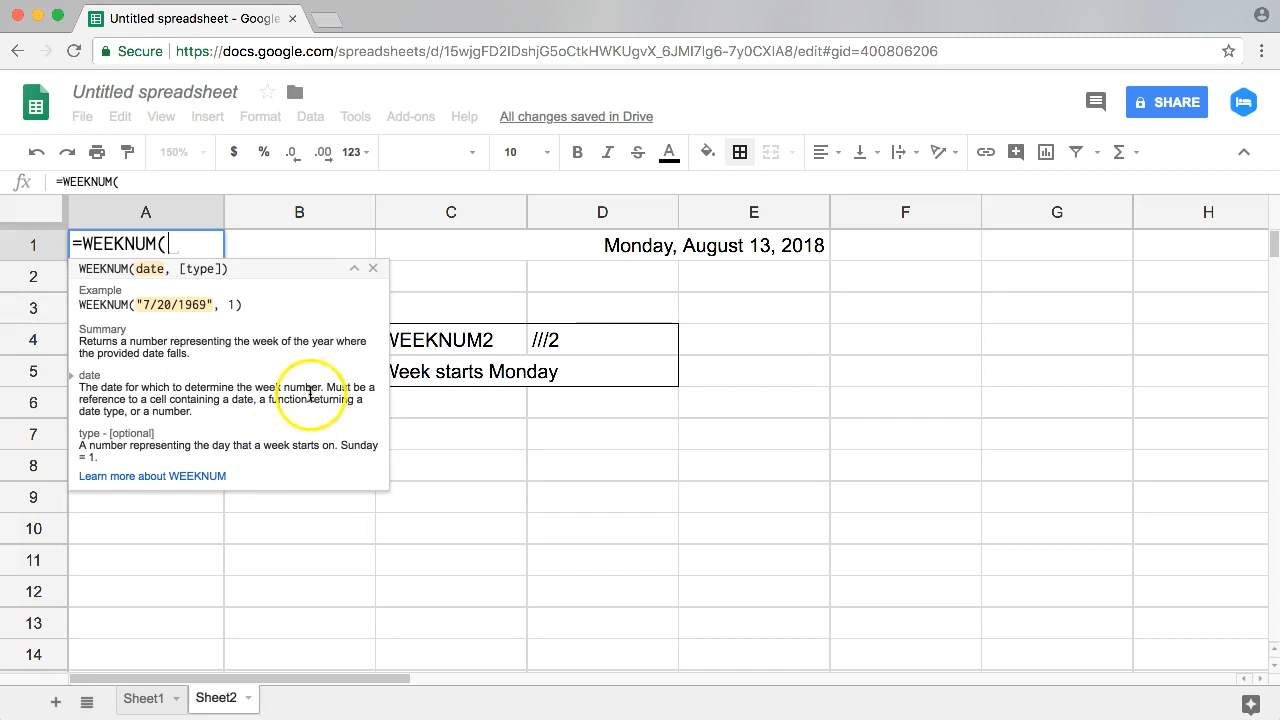 Untitled spreadsheet - Google
Secure https://docs.google.com/spreadsheets/d/15wjgFD2IDshjG5oCtkHWKUgvX_6JMI7lg6-7y0CXIA8/edit#gid=400806206
Untitled spreadsheet
SHARE
File Edit View Insert Format Data Tools Add-ons Help All changes saved in Drive
150% $ % .0 .00 123 10 B I S A
fx =WEEKNUM(
A B C D E F G H
1 =WEEKNUM( Monday, August 13, 2018
WEEKNUM(date, [type])
2
Example
WEEKNUM("7/20/1969", 1)
3
Summary
Returns a number representing the week of the year where
the provided date falls.
4 WEEKNUM2 ///2
date
5 Week starts Monday
The date for which to determine the week number. Must be a
reference to a cell containing a date, a function returning a
date type, or a number.
6
type - [optional]
7
A number representing the day that a week starts on. Sunday
= 1.
8
Learn more about WEEKNUM
9
10
11
12
13
14
Sheet1 Sheet2